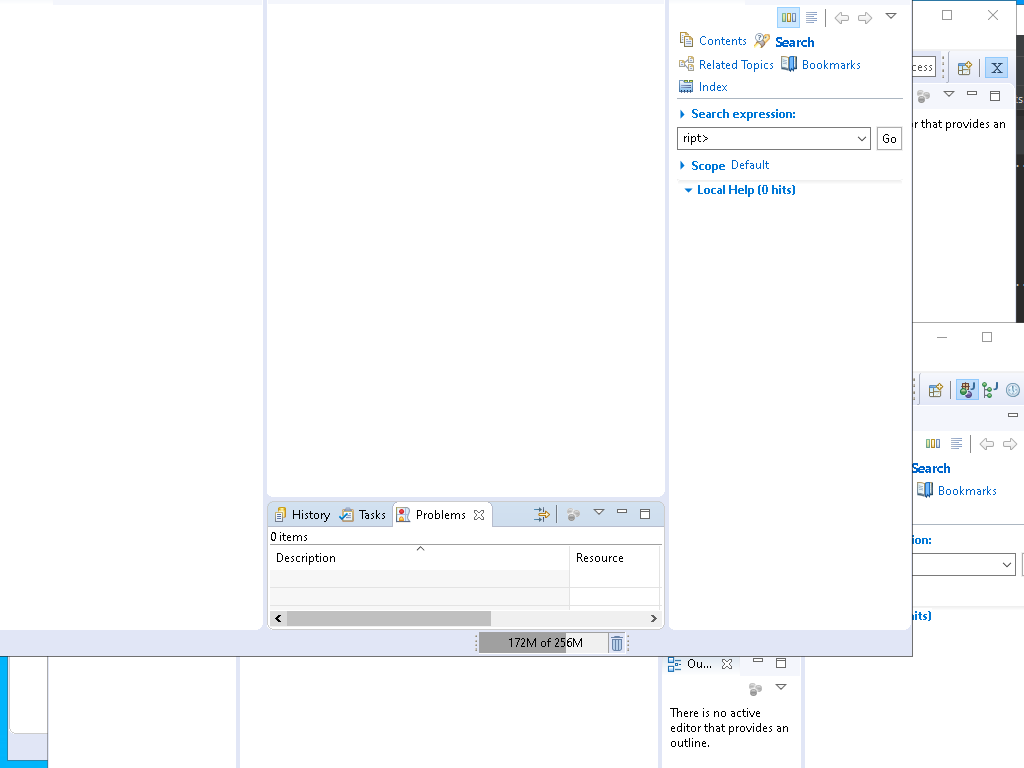 Contents Search
cess X
Related Topics Bookmarks
Index
Search expression:
r that provides an
ript> Go
Scope Default
Local Help (0 hits)
Search
Bookmarks
History Tasks Problems
0 items
ion:
Description Resource
its)
172M of 256M
Ou...
There is no active
editor that provides an
outline.